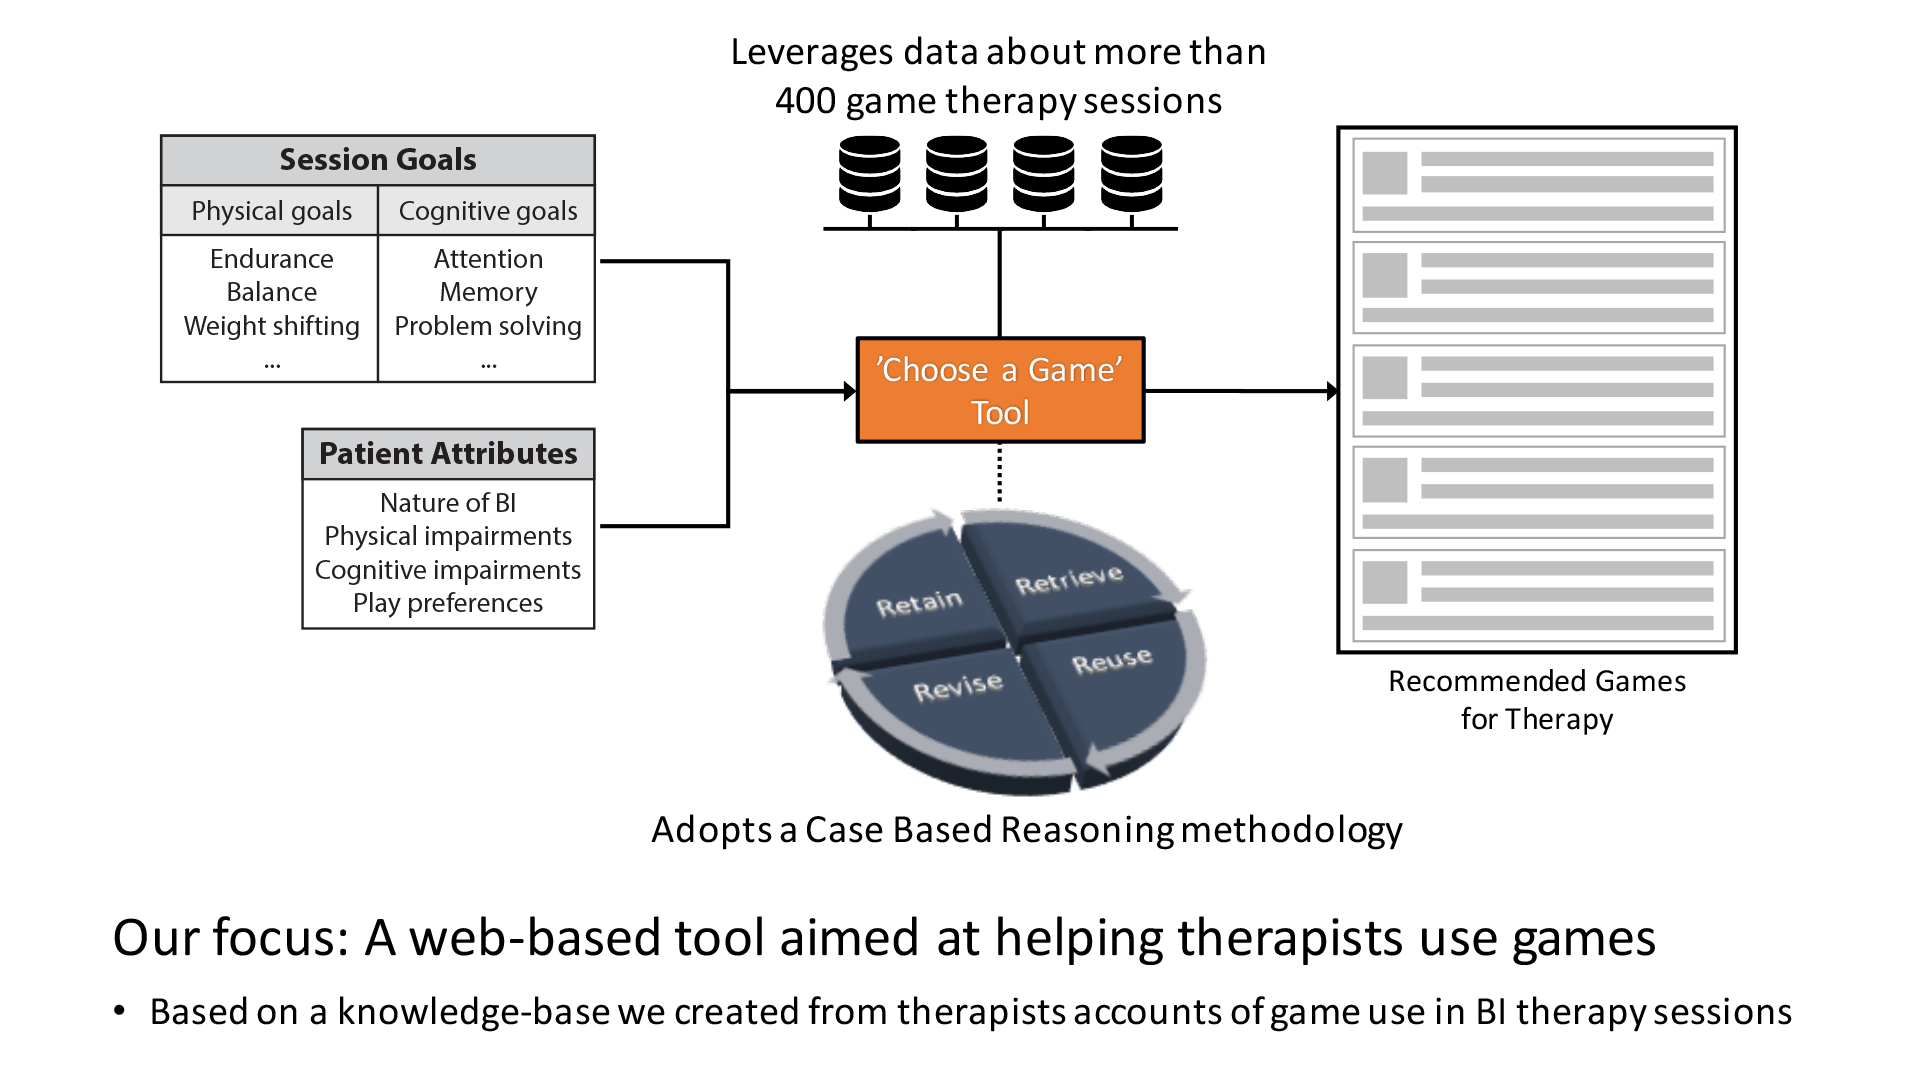 Leverages data about more than
400 game therapy sessions
Session Goals
Physical goals
Cognitive goals
Endurance
Balance
Weight shifting
...
Attention
Memory
Problem solving
...
Patient Attributes
Nature of BI
Physical impairments
Cognitive impairments
Play preferences
’Choose a Game’
Tool
Retain
Retrieve
Revise
Reuse
Recommended Games
for Therapy
Adopts a Case Based Reasoning methodology
Our focus: A web-based tool aimed at helping therapists use games
• Based on a knowledge-base we created from therapists accounts of game use in BI therapy sessions